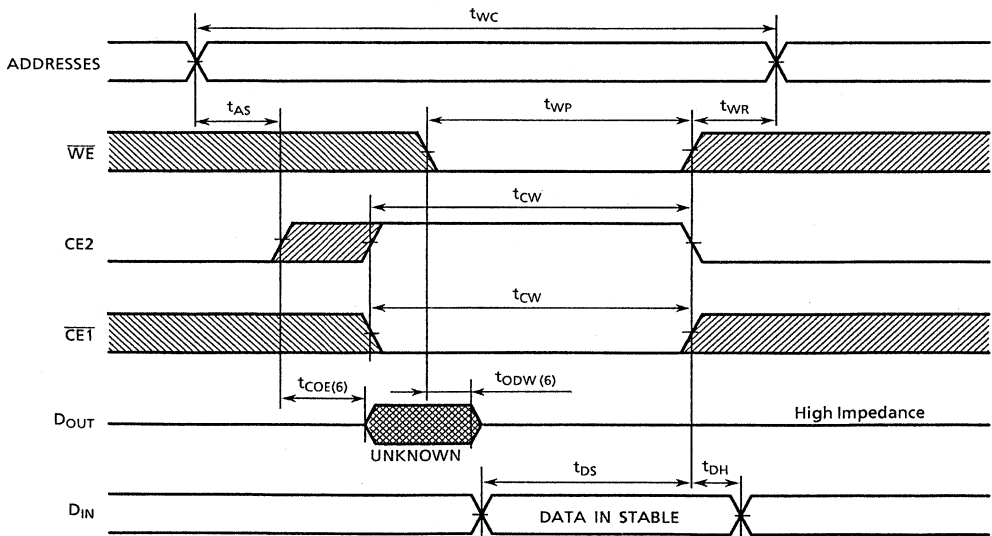 tWC
ADDRESSES
tAS
tWP
tWR
WE
tCW
CE2
tCW
CE1
tCOE(6)
tODW (6)
DOUT
High Impedance
UNKNOWN
tDS
tDH
DIN
DATA IN STABLE